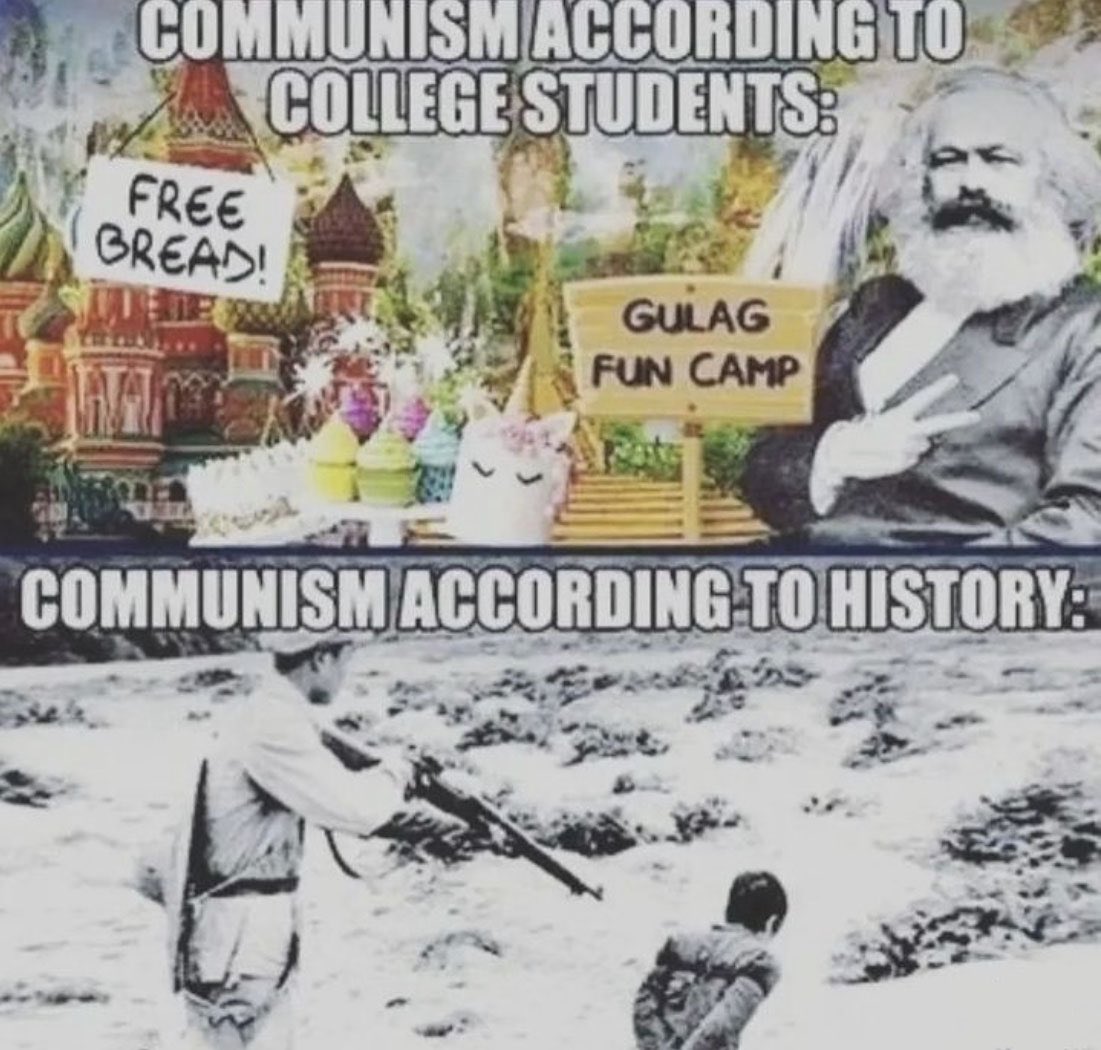 COMMUNISM ACCORDING TO
COLLEGE STUDENTS:
FREE
BREAD!
GULAG
FUN CAMP
COMMUNISM ACCORDING TO HISTORY: